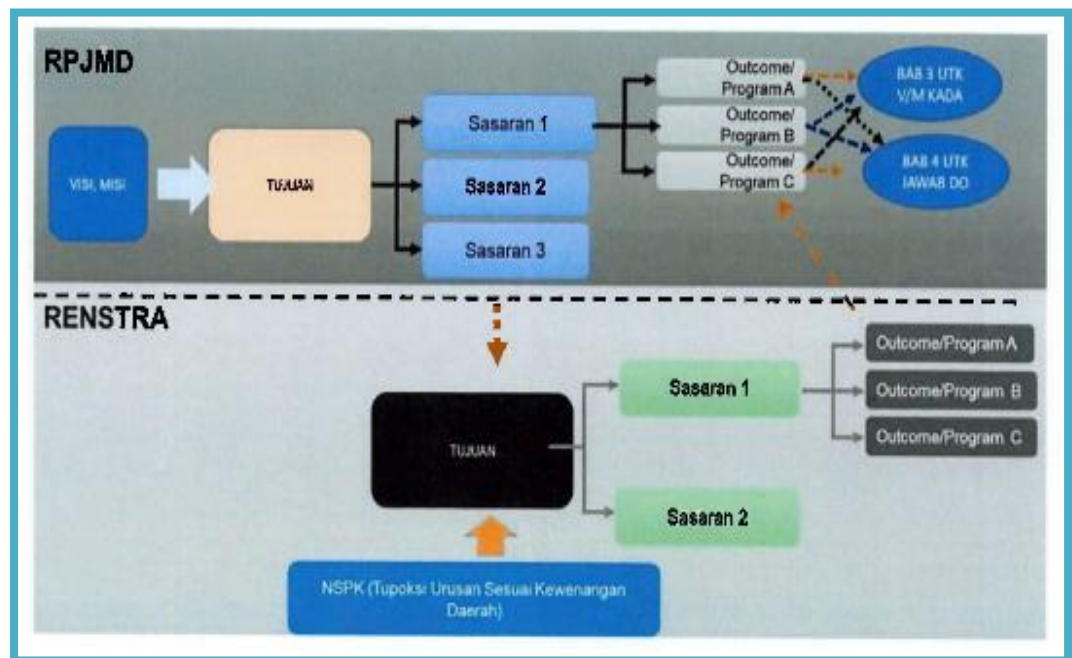 RPJMD
VISI, MISI
TUJUAN
Sasaran 1
Sasaran 2
Sasaran 3
Outcome/
Program A
Outcome/
Program B
Outcome/
Program C
BAB 3 UTK
V/M KADA
BAB 4 UTK
JAWAB DO
RENSTRA
TUJUAN
Sasaran 1
Sasaran 2
Outcome/Program A
Outcome/Program B
Outcome/Program C
NSPK (Tupoksi Urusan Sesuai Kewenangan
Daerah)